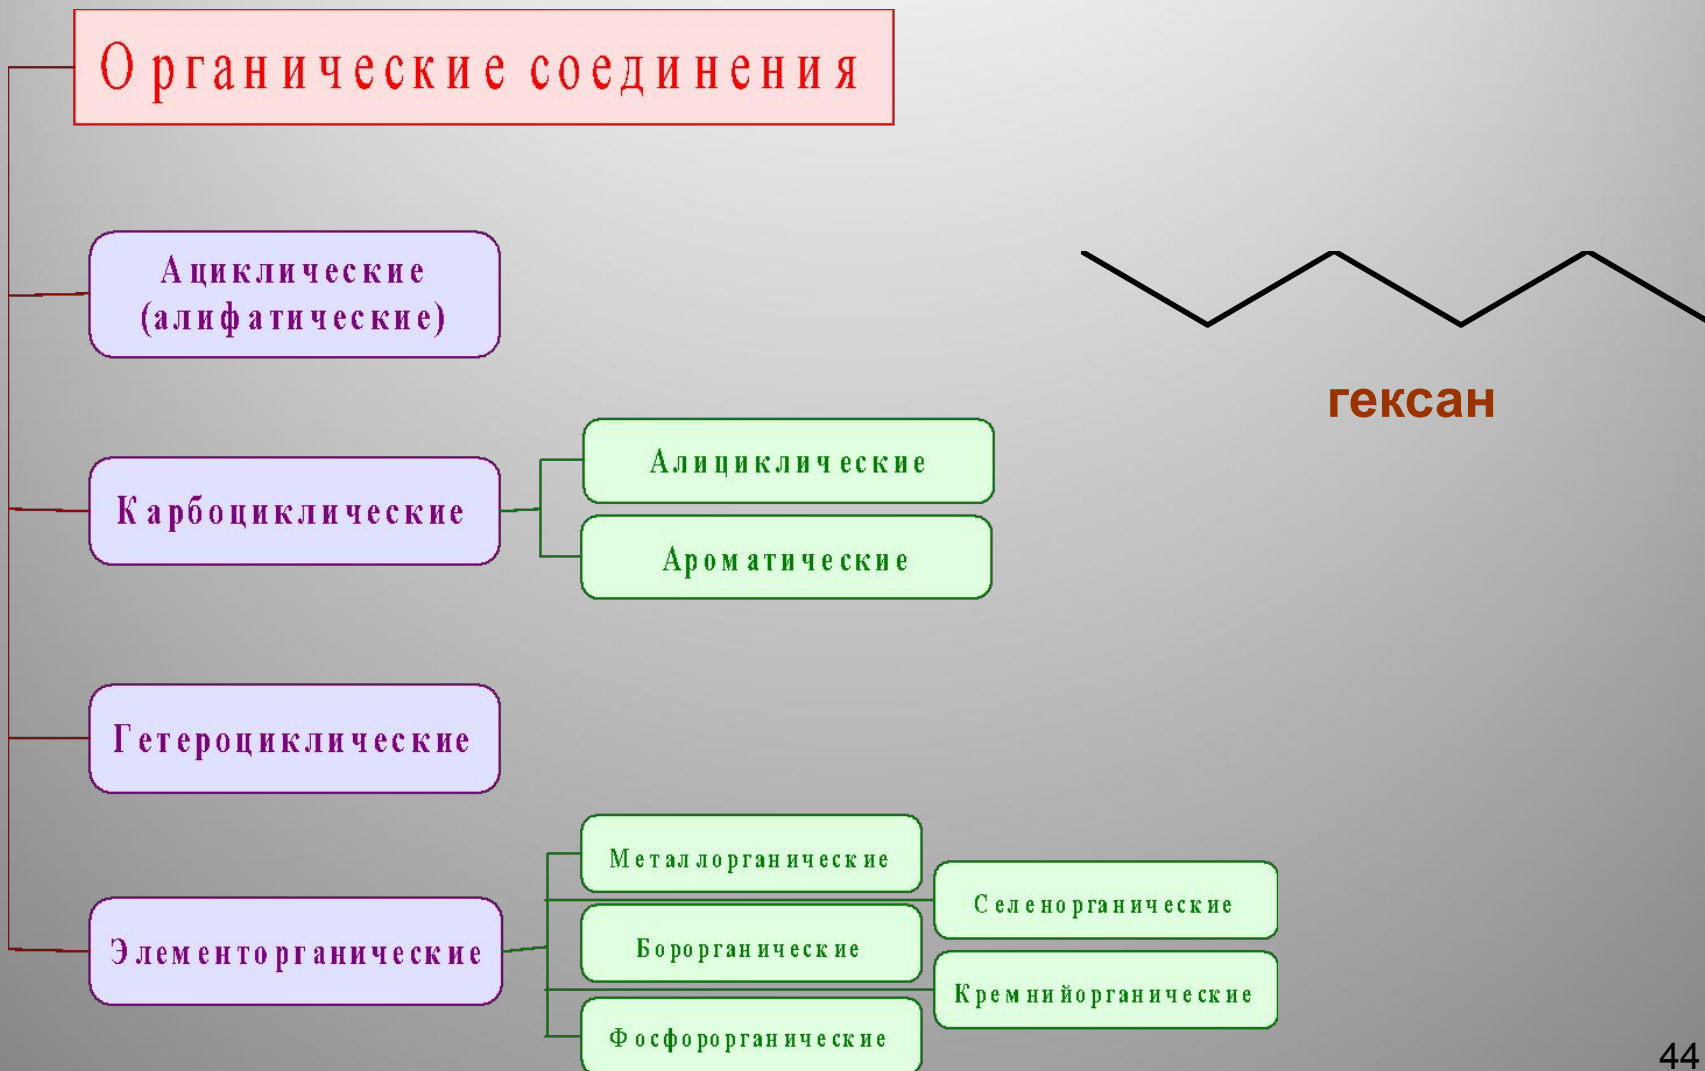 Органические соединения
Ациклические
(алифатические)
гексан
Карбоциклические
Алициклические
Ароматические
Гетероциклические
Элементорганические
Металлорганические
Селенорганические
Борорганические
Кремнийорганические
Фосфорорганические
44